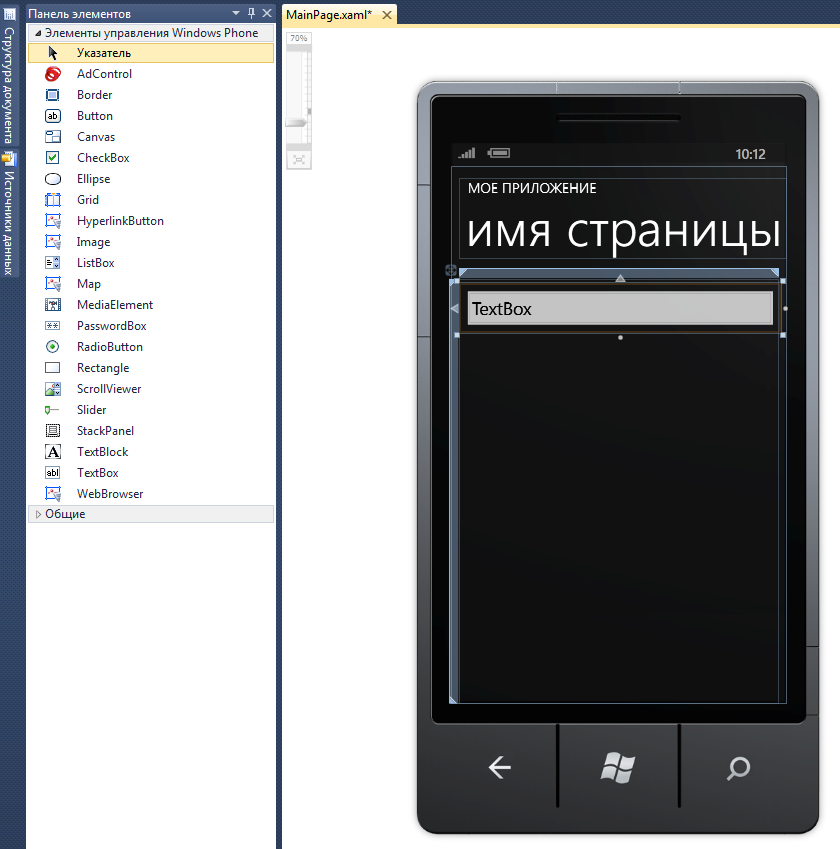 Структура документа
Источники данных
Панель элементов
Элементы управления Windows Phone
Указатель
AdControl
Border
Button
Canvas
CheckBox
Ellipse
Grid
HyperlinkButton
Image
ListBox
Map
MediaElement
PasswordBox
RadioButton
Rectangle
ScrollViewer
Slider
StackPanel
TextBlock
TextBox
WebBrowser
Общие
MainPage.xaml*
70%
10:12
МОЕ ПРИЛОЖЕНИЕ
имя страницы
TextBox